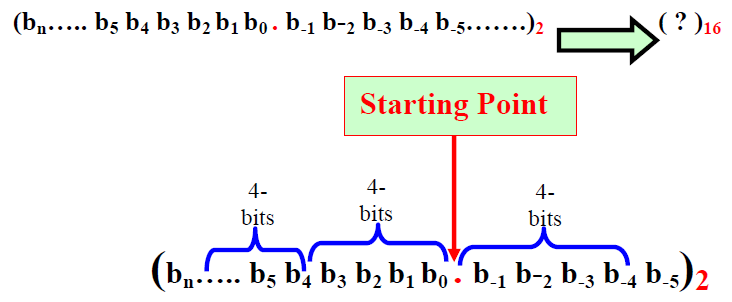 (bₙ….. b₅ b₄ b₃ b₂ b₁ b₀ . b₋₁ b₋₂ b₋₃ b₋₄ b₋₅…….)₂ ( ? )₁₆
Starting Point
4-
bits
4-
bits
4-
bits
(bₙ….. b₅ b₄ b₃ b₂ b₁ b₀ . b₋₁ b₋₂ b₋₃ b₋₄ b₋₅)₂